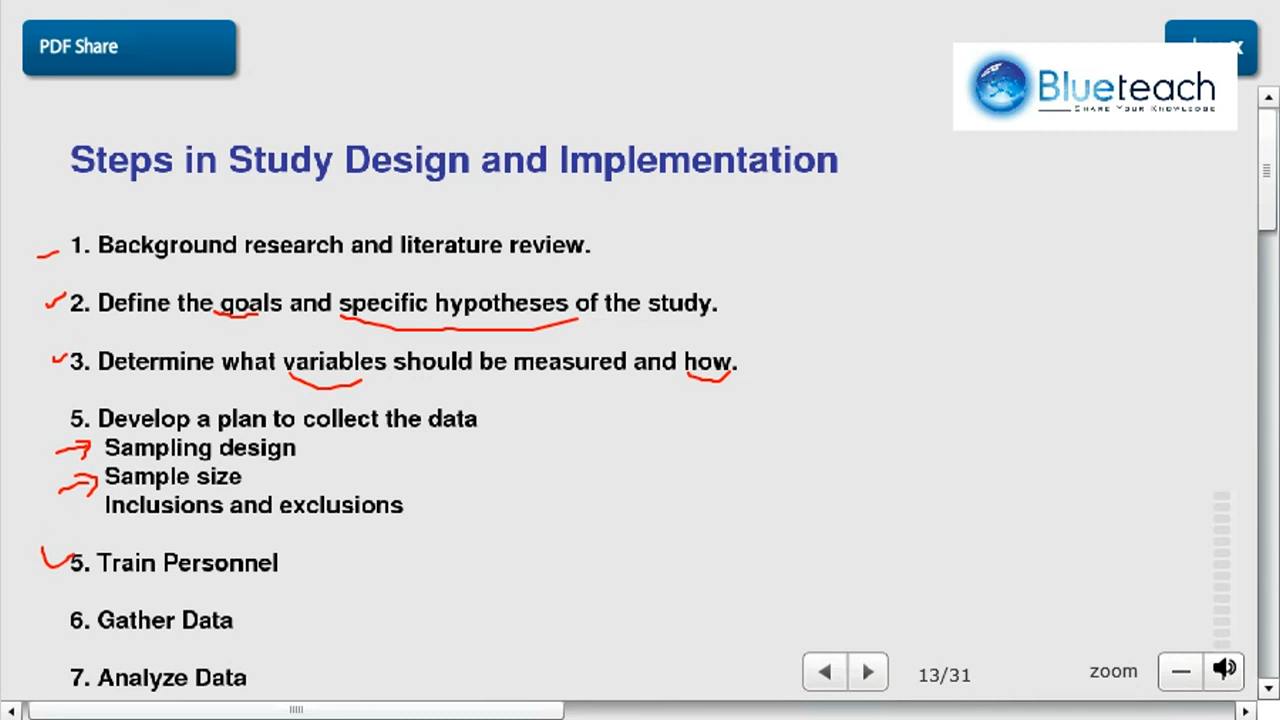 PDF Share
Blueteach
SHARE YOUR KNOWLEDGE
Steps in Study Design and Implementation
1. Background research and literature review.
2. Define the goals and specific hypotheses of the study.
3. Determine what variables should be measured and how.
5. Develop a plan to collect the data
Sampling design
Sample size
Inclusions and exclusions
5. Train Personnel
6. Gather Data
7. Analyze Data
13/31
zoom